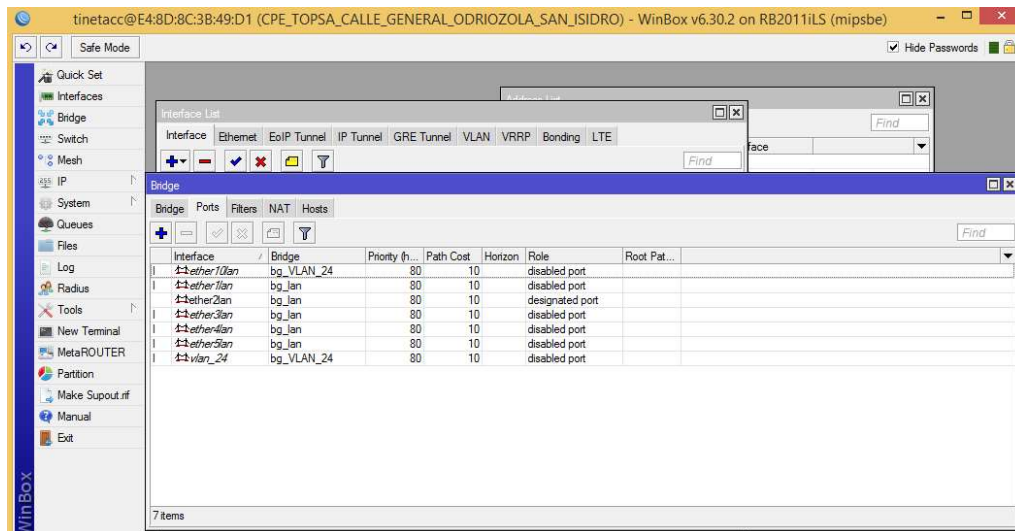 tinetacc@E4:8D:8C:3B:49:D1 (CPE_TOPSA_CALLE_GENERAL_ODRIOZOLA_SAN_ISIDRO) - WinBox v6.30.2 on RB2011iLS (mipsbe)
Safe Mode
Hide Passwords
Quick Set
Interfaces
Bridge
Switch
Mesh
IP
System
Queues
Files
Log
Radius
Tools
New Terminal
MetaROUTER
Partition
Make Supout.rif
Manual
Exit
WinBox
Address List
Find
face
Interface List
Interface Ethernet EoIP Tunnel IP Tunnel GRE Tunnel VLAN VRRP Bonding LTE
Find
Bridge
Bridge Ports Filters NAT Hosts
Find
Interface / Bridge Priority (h... Path Cost Horizon Role Root Pat...
I ether10lan bg_VLAN_24 80 10 disabled port
I ether1lan bg_lan 80 10 disabled port
ether2lan bg_lan 80 10 designated port
I ether3lan bg_lan 80 10 disabled port
I ether4lan bg_lan 80 10 disabled port
I ether5lan bg_lan 80 10 disabled port
I vlan_24 bg_VLAN_24 80 10 disabled port
7 items